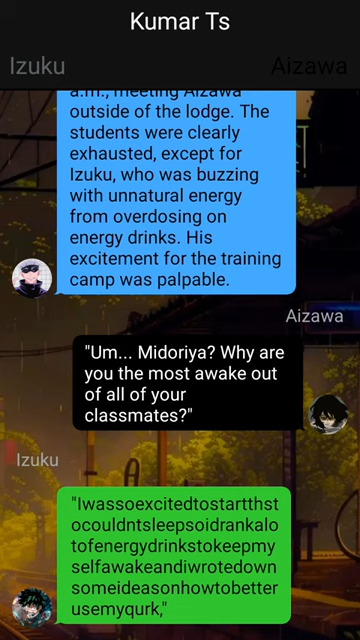 Kumar Ts
Izuku
Aizawa
a.m., meeting Aizawa
outside of the lodge. The
students were clearly
exhausted, except for
Izuku, who was buzzing
with unnatural energy
from overdosing on
energy drinks. His
excitement for the training
camp was palpable.
Aizawa
"Um... Midoriya? Why are
you the most awake out
of all of your
classmates?"
Izuku
"Iwassoexcitedtostartthst
ocouldntsleepsoidrankalo
tofenergydrinkstokeepmy
selfawakeandiwrotedown
someideasonhowtobetter
usemyqurk,"